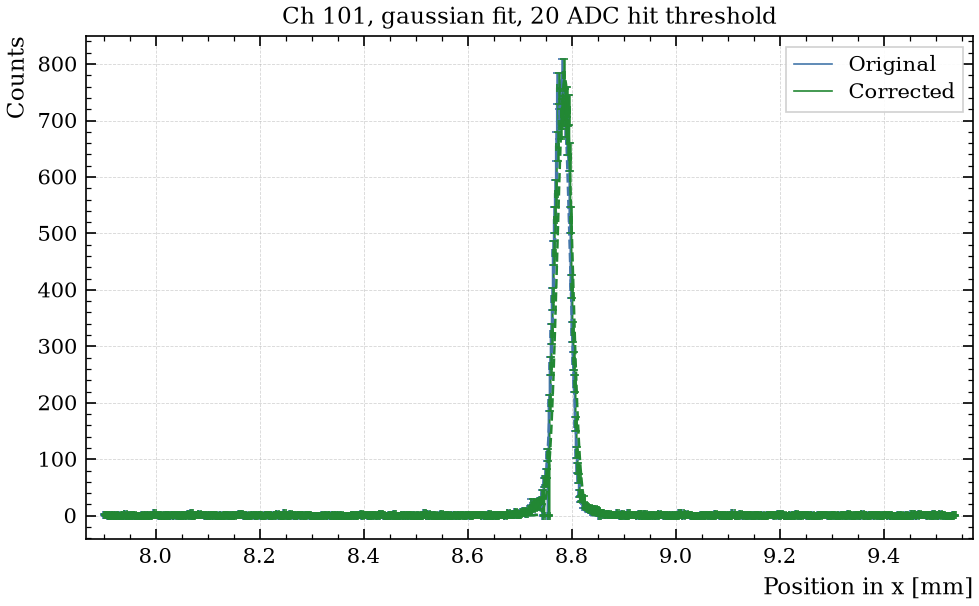 Ch 101, gaussian fit, 20 ADC hit threshold
Counts
800
700
600
500
400
300
200
100
0
Original
Corrected
8.0 8.2 8.4 8.6 8.8 9.0 9.2 9.4
Position in x [mm]